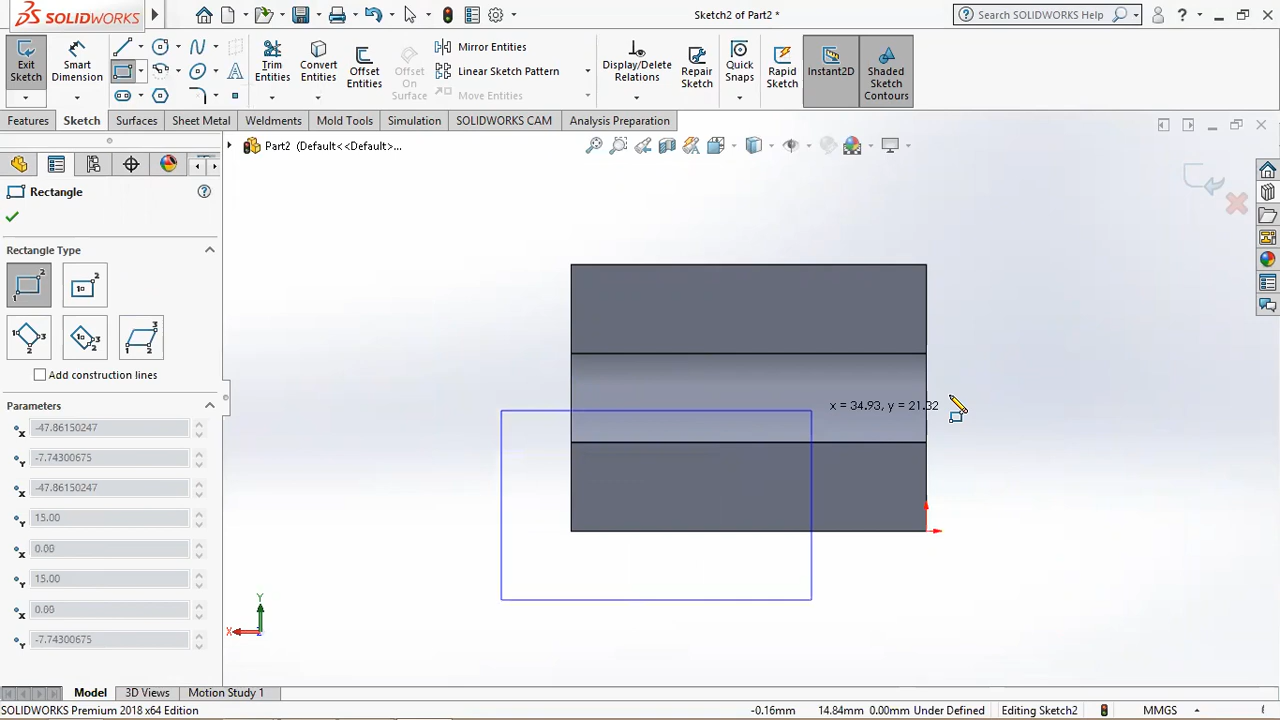 SOLIDWORKS
Sketch2 of Part2 *
Search SOLIDWORKS Help
Exit Sketch
Smart Dimension
Trim Entities
Convert Entities
Offset Entities
Offset On Surface
Mirror Entities
Linear Sketch Pattern
Move Entities
Display/Delete Relations
Repair Sketch
Quick Snaps
Rapid Sketch
Instant2D
Shaded Sketch Contours
Features
Sketch
Surfaces
Sheet Metal
Weldments
Mold Tools
Simulation
SOLIDWORKS CAM
Analysis Preparation
Part2 (Default<<Default>...
Rectangle
Rectangle Type
Add construction lines
Parameters
-47.86150247
-7.74300675
-47.86150247
15.00
0.00
15.00
0.00
-7.74300675
x = 34.93, y = 21.32
Y
X
Model
3D Views
Motion Study 1
SOLIDWORKS Premium 2018 x64 Edition
-0.16mm
14.84mm
0.00mm
Under Defined
Editing Sketch2
MMGS